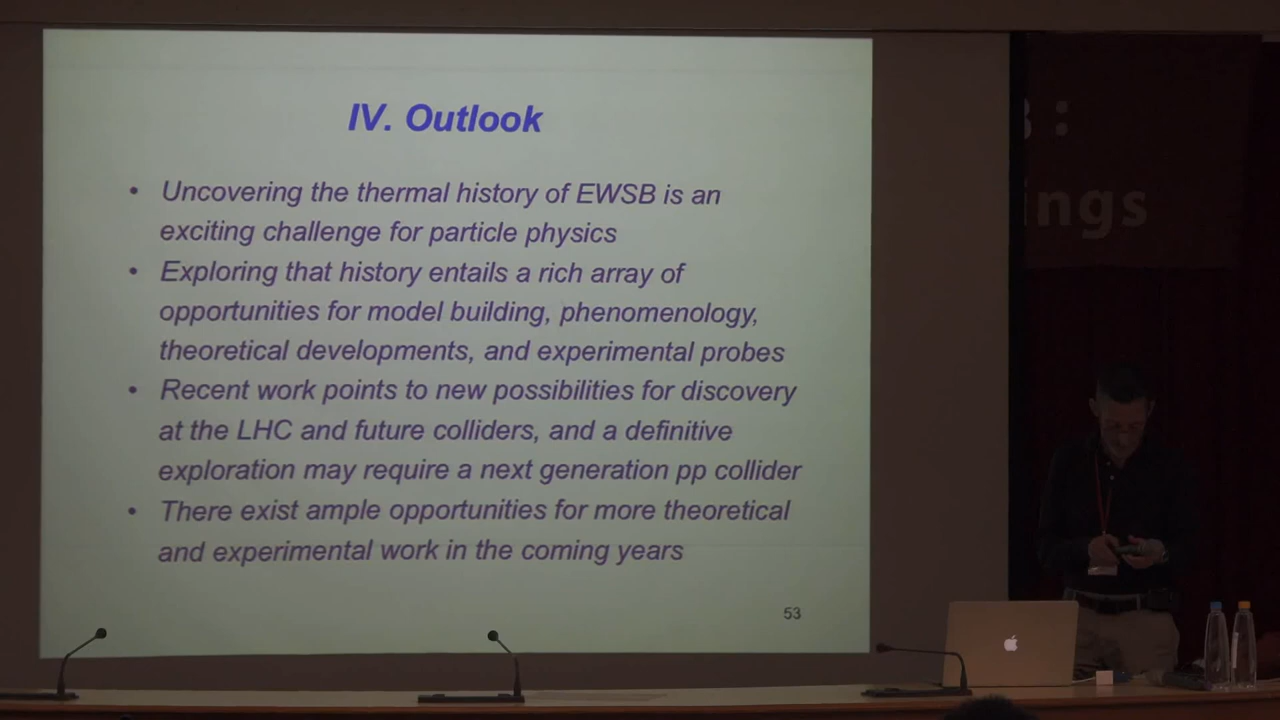 IV. Outlook
• Uncovering the thermal history of EWSB is an
exciting challenge for particle physics
• Exploring that history entails a rich array of
opportunities for model building, phenomenology,
theoretical developments, and experimental probes
• Recent work points to new possibilities for discovery
at the LHC and future colliders, and a definitive
exploration may require a next generation pp collider
• There exist ample opportunities for more theoretical
and experimental work in the coming years
53
:
ings